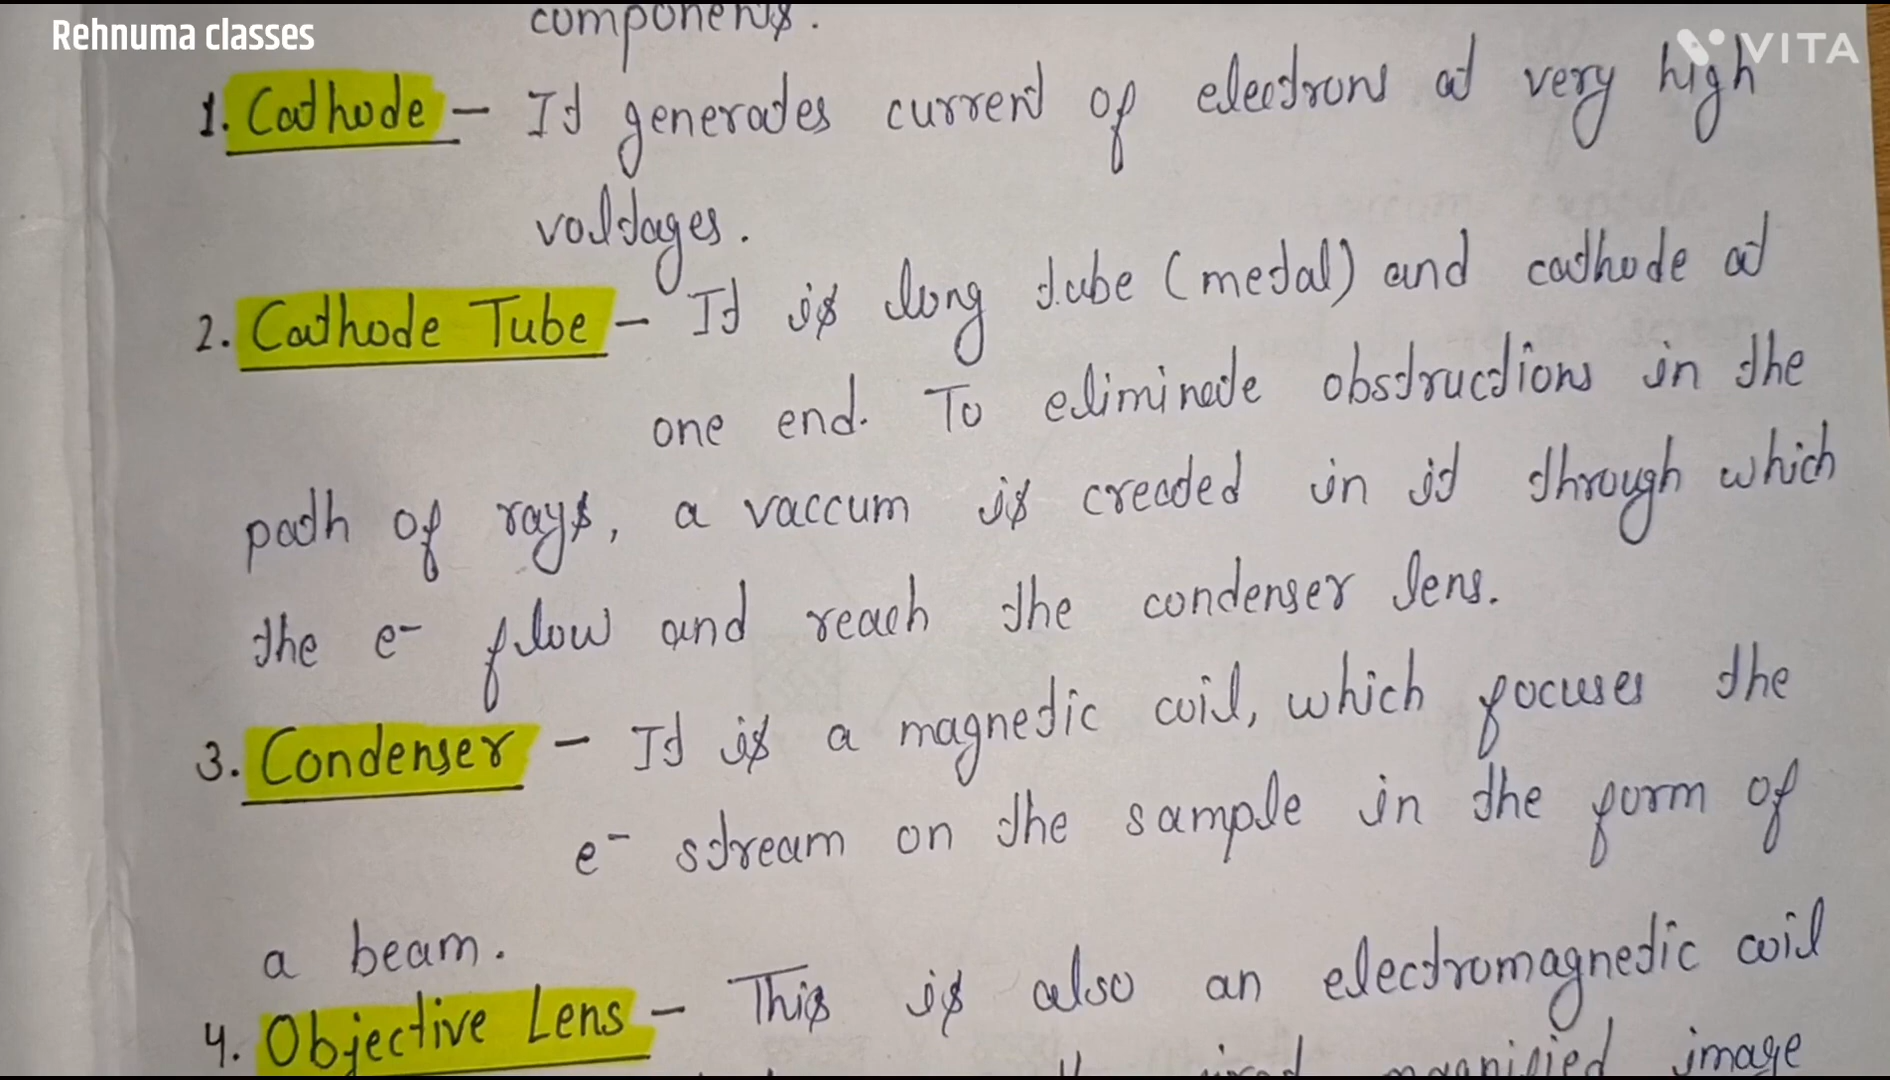 Rehnuma classes
VITA
components.
1. Cathode - It generates current of electrons at very high
voltages.
2. Cathode Tube - It is long tube (metal) and cathode at
one end. To eliminate obstructions in the
path of rays, a vaccum is created in it through which
the e⁻ flow and reach the condenser lens.
3. Condenser - It is a magnetic coil, which focuses the
e⁻ stream on the sample in the form of
a beam.
4. Objective Lens - This is also an electromagnetic coil
magnified image